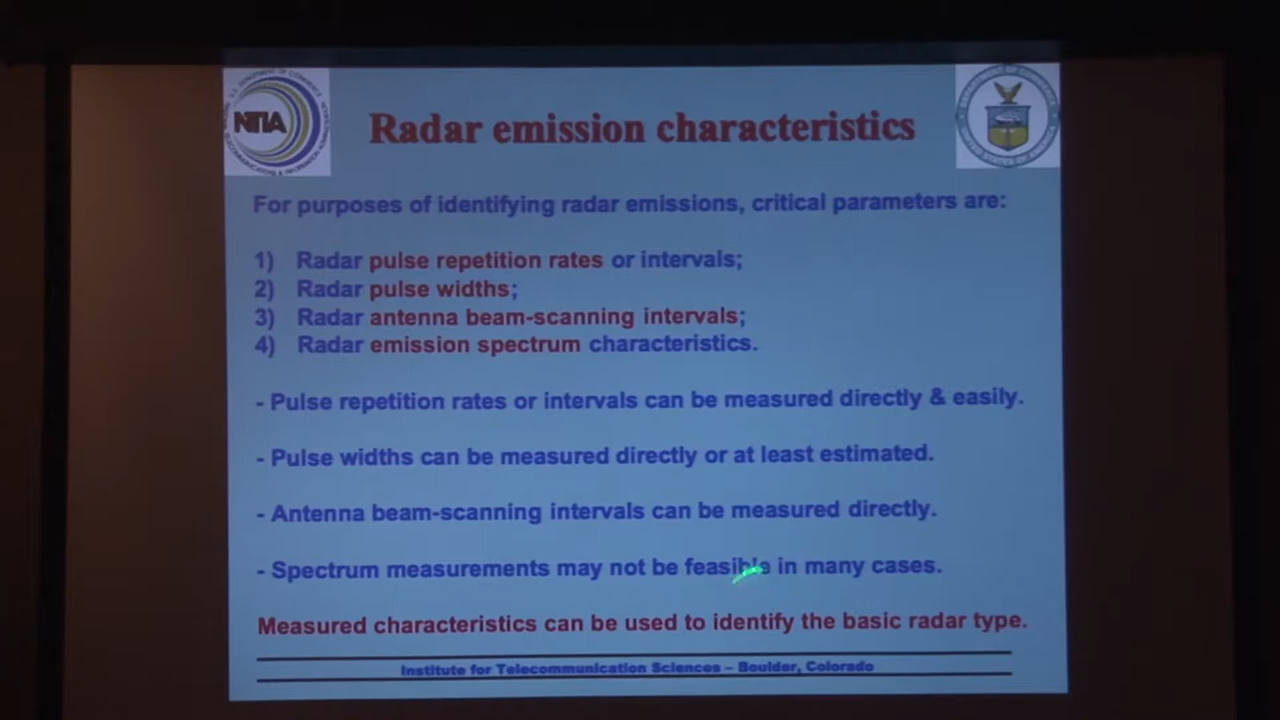 NTIA
Radar emission characteristics
For purposes of identifying radar emissions, critical parameters are:
1) Radar pulse repetition rates or intervals;
2) Radar pulse widths;
3) Radar antenna beam-scanning intervals;
4) Radar emission spectrum characteristics.
- Pulse repetition rates or intervals can be measured directly & easily.
- Pulse widths can be measured directly or at least estimated.
- Antenna beam-scanning intervals can be measured directly.
- Spectrum measurements may not be feasible in many cases.
Measured characteristics can be used to identify the basic radar type.
Institute for Telecommunication Sciences – Boulder, Colorado